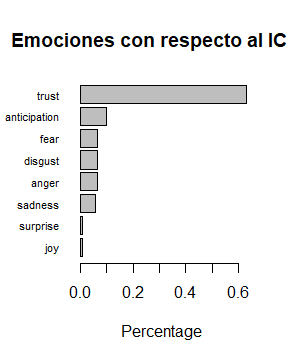 Emociones con respecto al IC
trust
anticipation
fear
disgust
anger
sadness
surprise
joy
0.0 0.2 0.4 0.6
Percentage